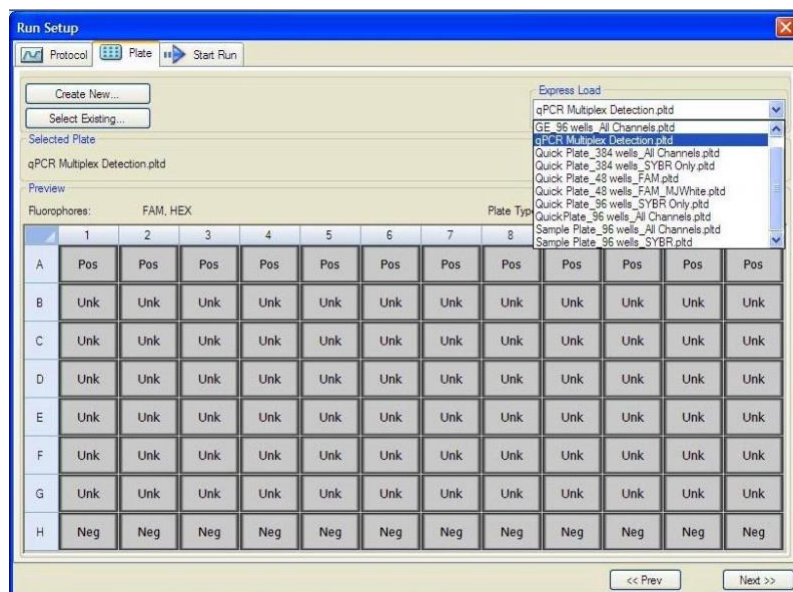 Run Setup
Protocol Plate Start Run
Create New...
Select Existing...
Express Load
qPCR Multiplex Detection.pltd
GE_96 wells_All Channels.pltd
qPCR Multiplex Detection.pltd
Quick Plate_384 wells_All Channels.pltd
Quick Plate_384 wells_SYBR Only.pltd
Quick Plate_48 wells_FAM.pltd
Quick Plate_48 wells_FAM_MJWhite.pltd
Quick Plate_96 wells_SYBR Only.pltd
QuickPlate_96 wells_All Channels.pltd
Sample Plate_96 wells_All Channels.pltd
Sample Plate_96 wells_SYBR.pltd
Selected Plate
qPCR Multiplex Detection.pltd
Preview
Fluorophores: FAM, HEX Plate Typ
1 2 3 4 5 6 7 8
A Pos Pos Pos Pos Pos Pos Pos Pos Pos Pos Pos Pos
B Unk Unk Unk Unk Unk Unk Unk Unk Unk Unk Unk Unk
C Unk Unk Unk Unk Unk Unk Unk Unk Unk Unk Unk Unk
D Unk Unk Unk Unk Unk Unk Unk Unk Unk Unk Unk Unk
E Unk Unk Unk Unk Unk Unk Unk Unk Unk Unk Unk Unk
F Unk Unk Unk Unk Unk Unk Unk Unk Unk Unk Unk Unk
G Unk Unk Unk Unk Unk Unk Unk Unk Unk Unk Unk Unk
H Neg Neg Neg Neg Neg Neg Neg Neg Neg Neg Neg Neg
<< Prev Next >>